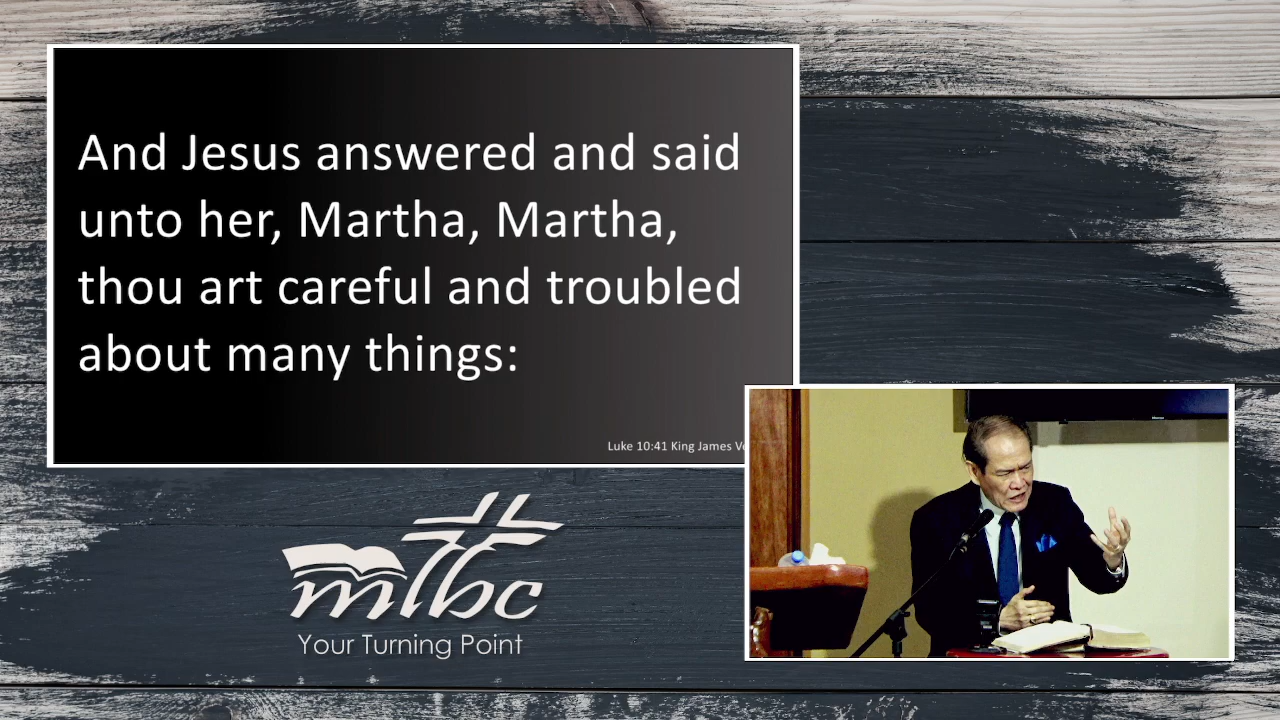 And Jesus answered and said
unto her, Martha, Martha,
thou art careful and troubled
about many things:
Luke 10:41 King James
mlbc
Your Turning Point